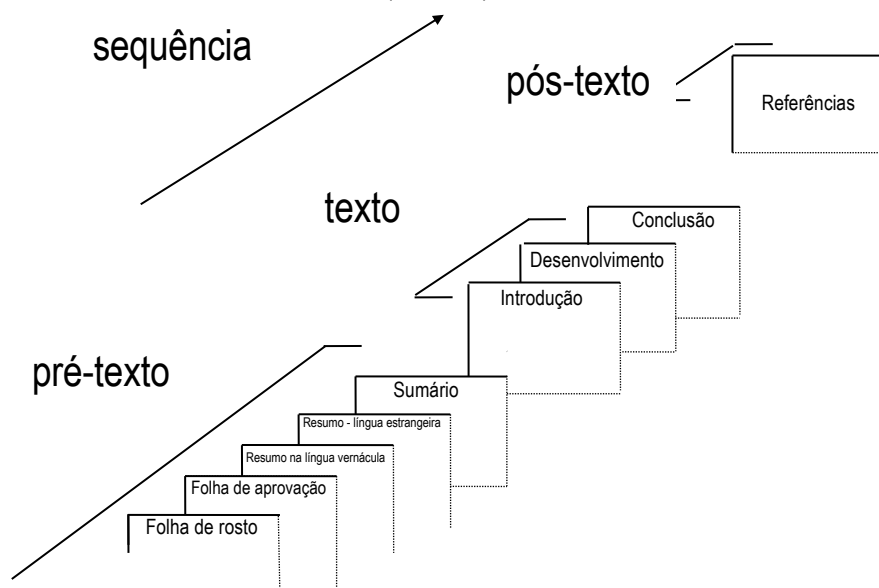 sequência
pós-texto
Referências
texto
Conclusão
Desenvolvimento
Introdução
pré-texto
Sumário
Resumo - língua estrangeira
Resumo na língua vernácula
Folha de aprovação
Folha de rosto